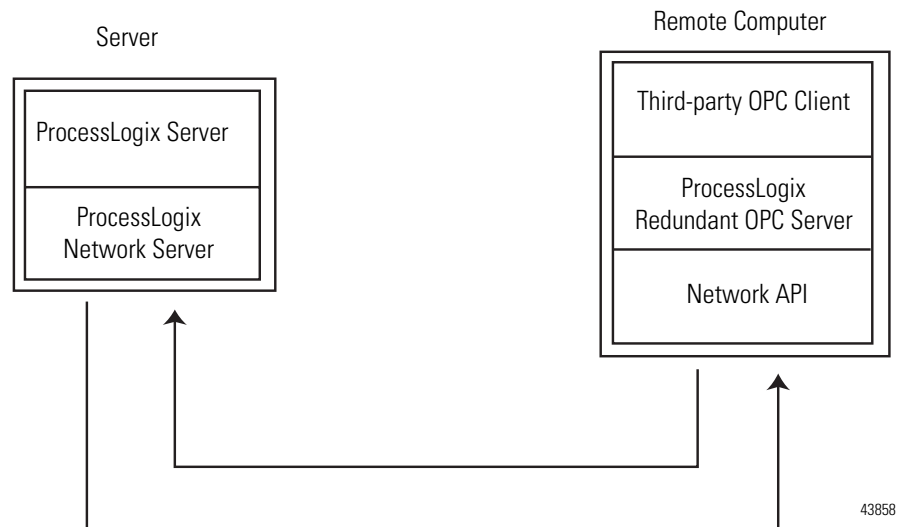 Server
Remote Computer
ProcessLogix Server
ProcessLogix
Network Server
Third-party OPC Client
ProcessLogix
Redundant OPC Server
Network API
43858